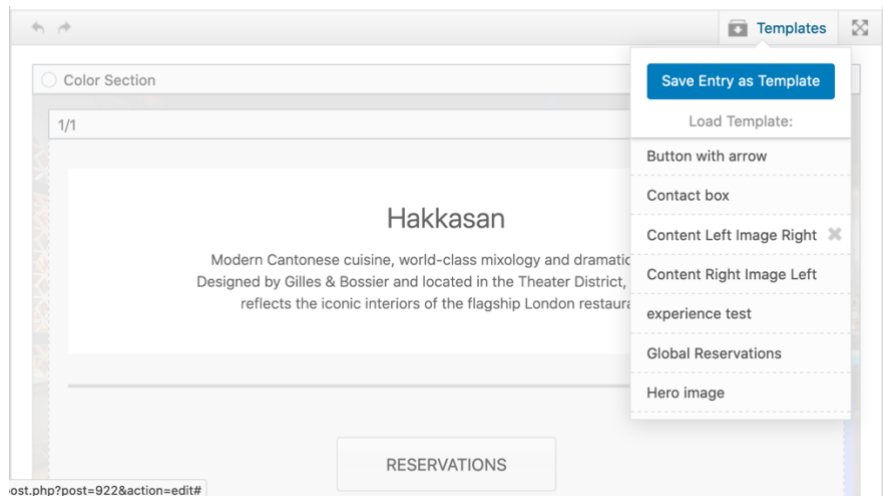 Templates
Color Section
Save Entry as Template
1/1
Load Template:
Button with arrow
Contact box
Hakkasan
Content Left Image Right
Modern Cantonese cuisine, world-class mixology and dramatic
Content Right Image Left
Designed by Gilles & Bossier and located in the Theater District,
reflects the iconic interiors of the flagship London
experience test
Global Reservations
Hero image
RESERVATIONS
ost.php?post=922&action=edit#